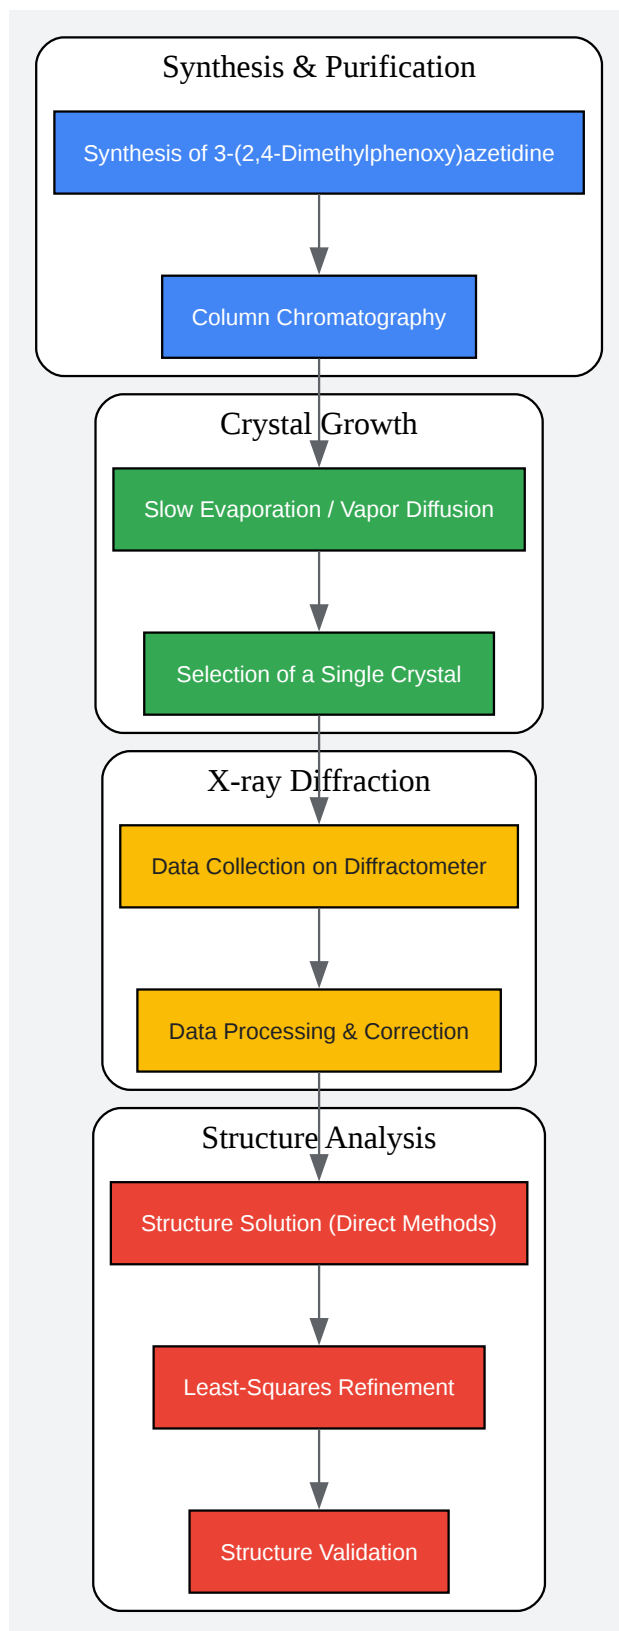 Synthesis & Purification
Synthesis of 3-(2,4-Dimethylphenoxy)azetidine
Column Chromatography
Crystal Growth
Slow Evaporation / Vapor Diffusion
Selection of a Single Crystal
X-ray Diffraction
Data Collection on Diffractometer
Data Processing & Correction
Structure Analysis
Structure Solution (Direct Methods)
Least-Squares Refinement
Structure Validation